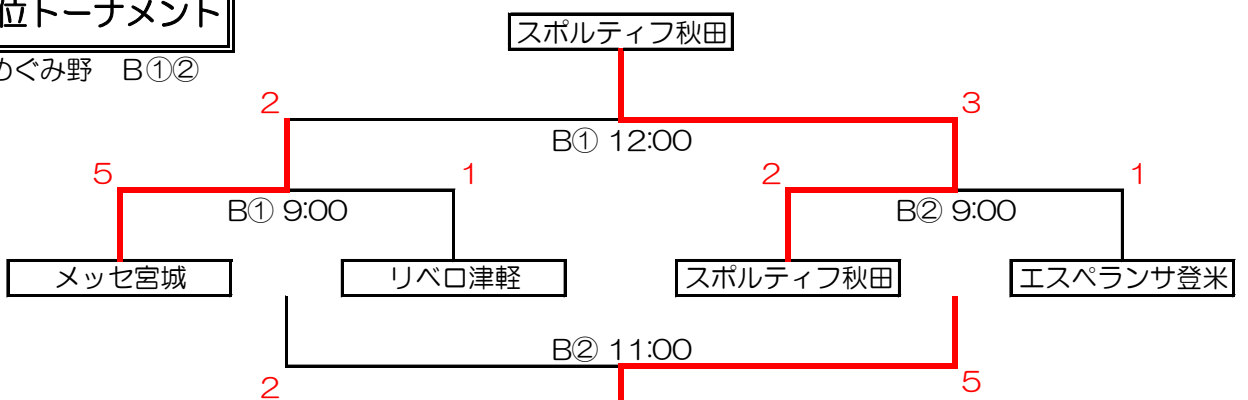 位トーナメント
スポルティフ秋田
めぐみ野 B①②
2
3
B① 12:00
5
1
2
1
B① 9:00
B② 9:00
メッセ宮城
リベロ津軽
スポルティフ秋田
エスペランサ登米
B② 11:00
2
5